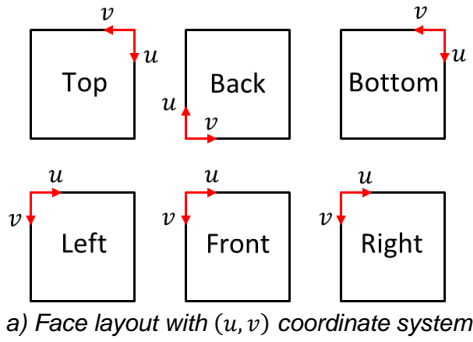 v v
u u
Top Back Bottom
u
v
u u u
v v v
Left Front Right
a) Face layout with (u, v) coordinate system